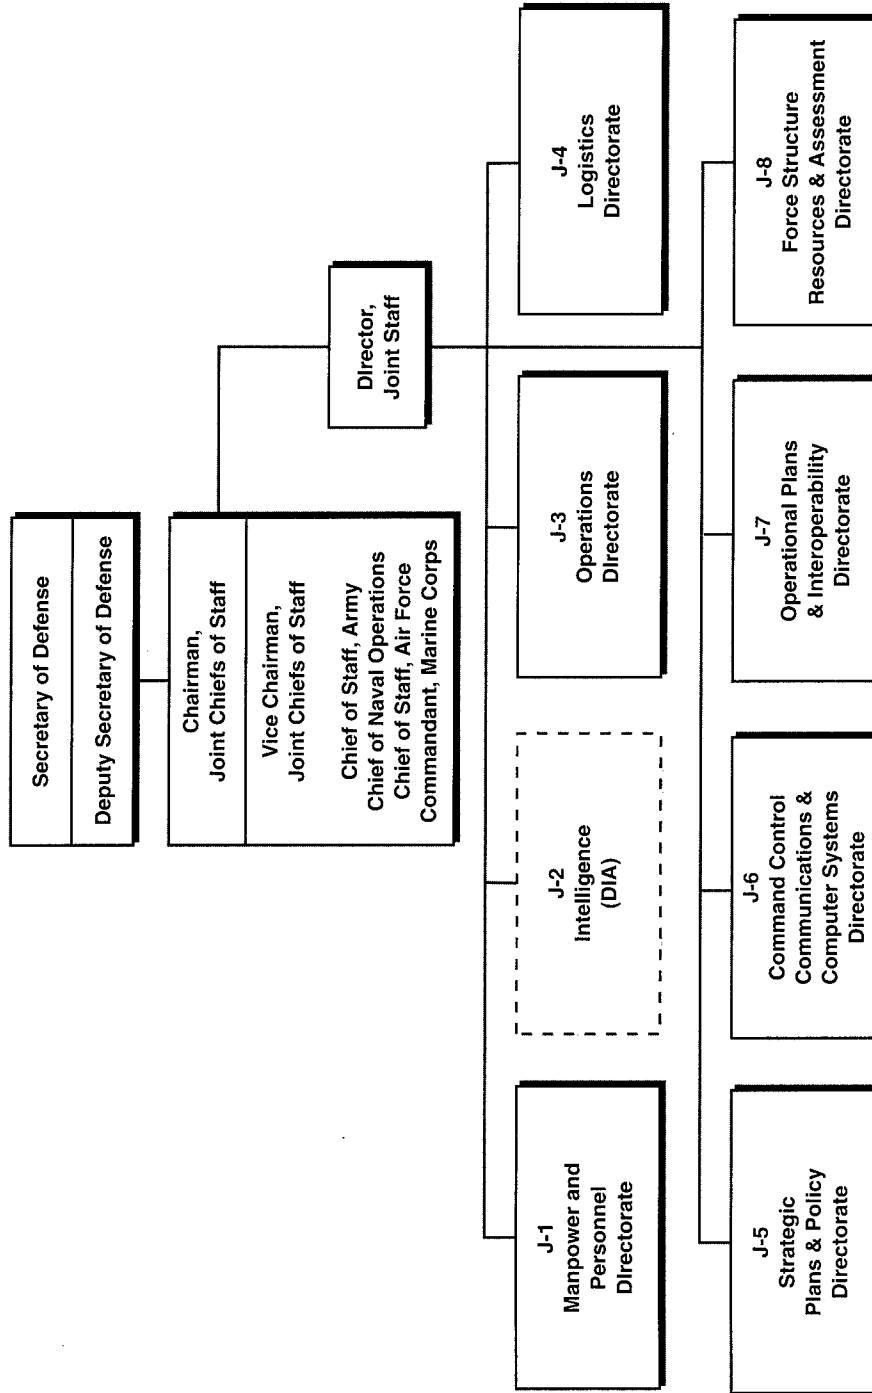 Secretary of Defense
Deputy Secretary of Defense
Chairman,
Joint Chiefs of Staff
Vice Chairman,
Joint Chiefs of Staff
Chief of Staff, Army
Chief of Naval Operations
Chief of Staff, Air Force
Commandant, Marine Corps
DIrector,
Joint Staff
J-1
Manpower and
Personnel
DIrectorate
J-2
Intelligence
(DIA)
J-3
Operations
DIrectorate
J-4
Logistics
Directorate
J-5
Strategic
Plans & Policy
Directorate
J-6
Command Control
Communications &
Computer Systems
Directorate
J-7
Operational Plans
& Interoperability
Directorate
J-8
Force Structure
Resources & Assessment
Directorate